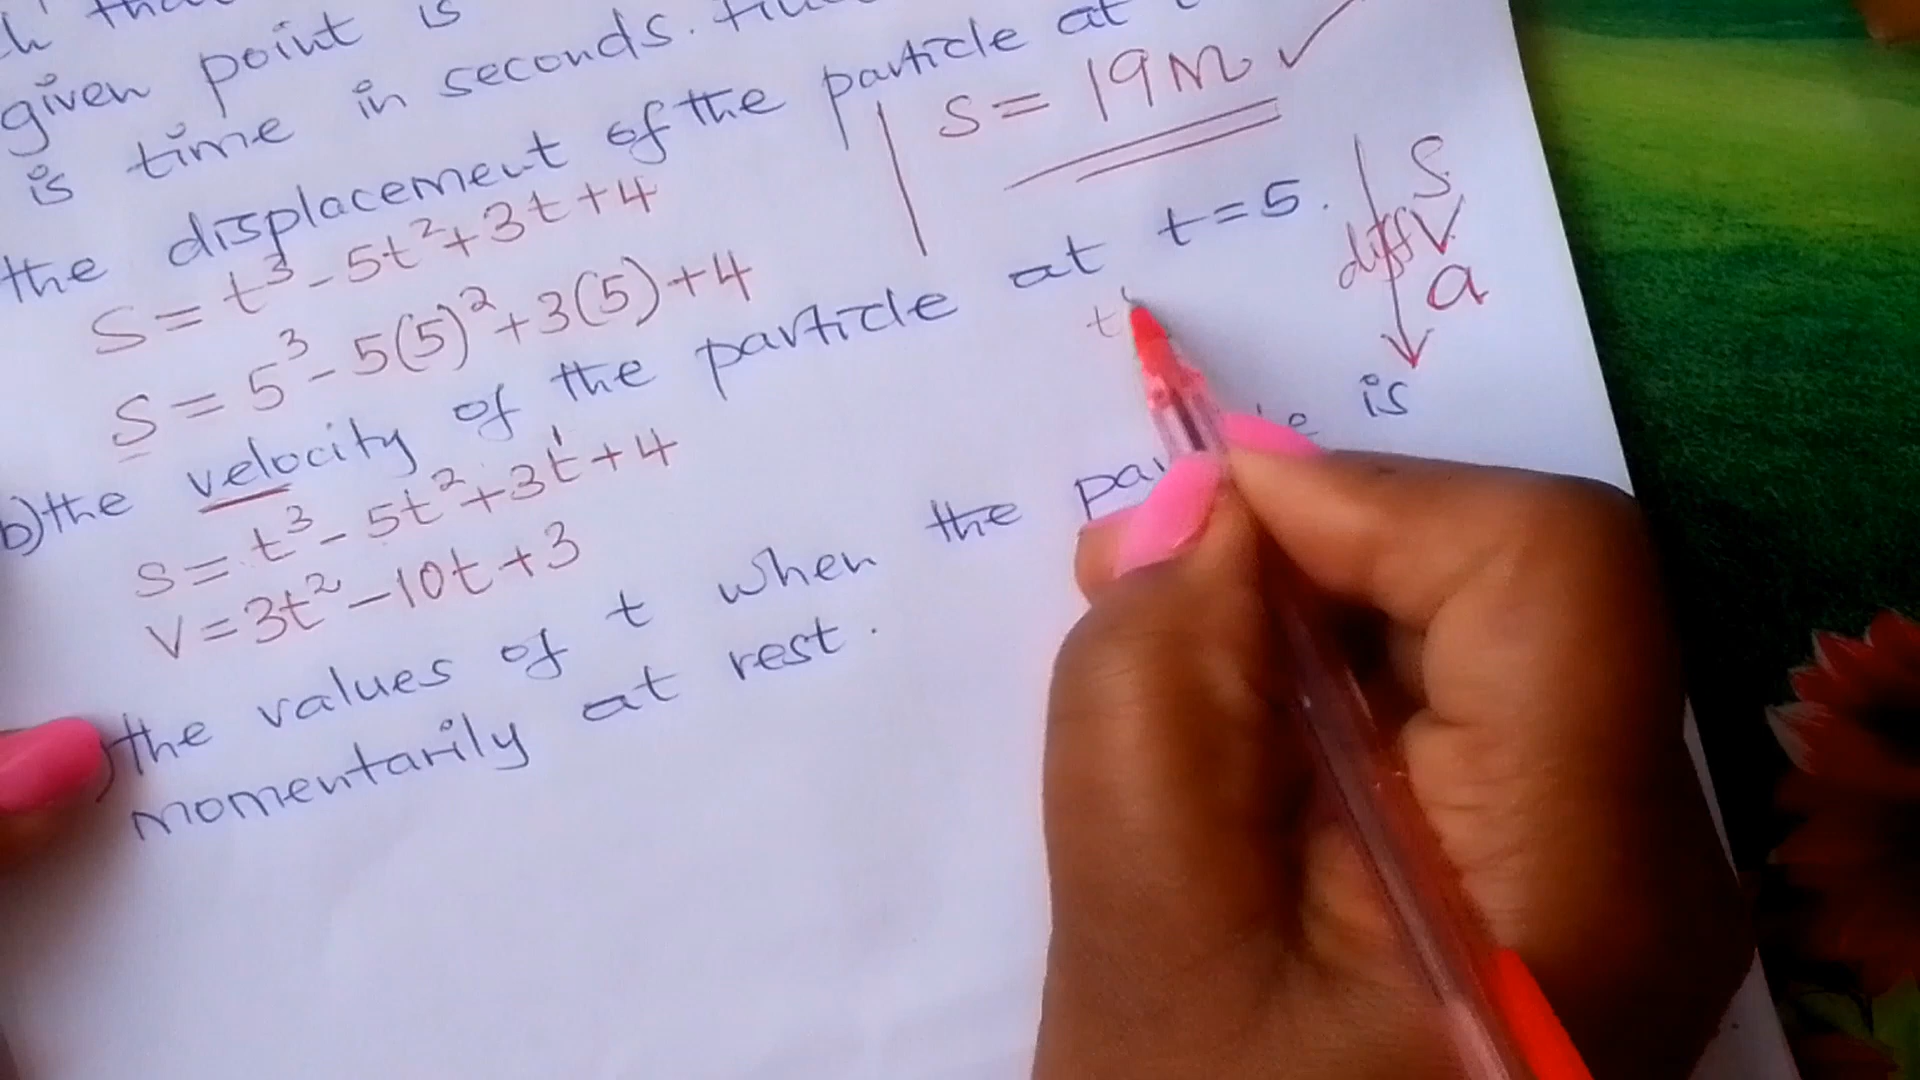 given point is
is time in seconds.
the displacement of the particle at
S = 19m ✓
S = t³ - 5t² + 3t + 4
S = 5³ - 5(5)² + 3(5) + 4
b) the velocity of the particle at t = 5.
S
diff V
a
S = t³ - 5t² + 3t¹ + 4
V = 3t² - 10t + 3
the values of t when the is
momentarily at rest.